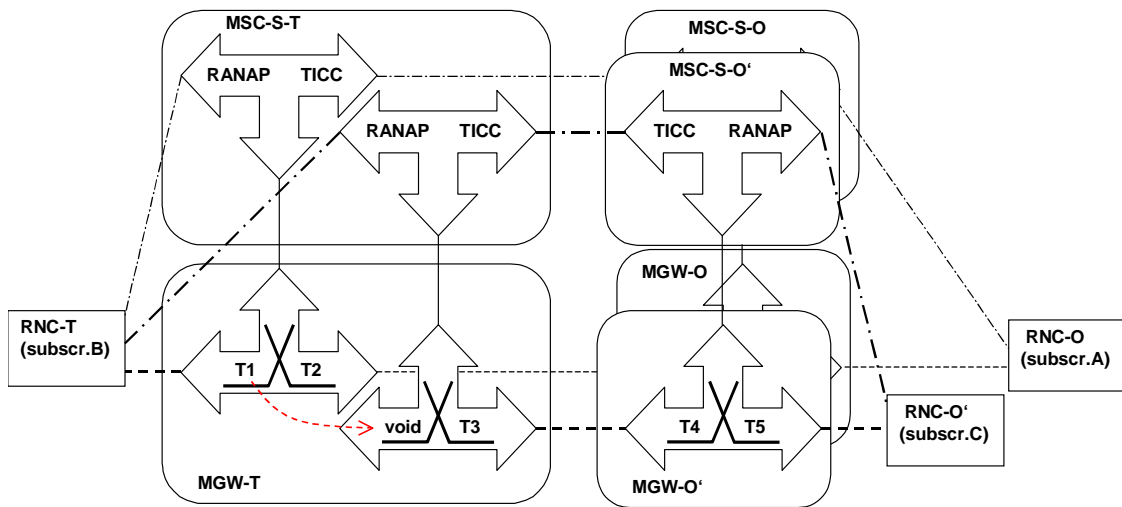 MSC-S-T
MSC-S-O
MSC-S-O‘
RANAP TICC
RANAP TICC
TICC RANAP
MGW-O
RNC-T
(subscr.B)
RNC-O
(subscr.A)
T1 T2
RNC-O‘
(subscr.C)
void T3
T4 T5
MGW-T
MGW-O‘